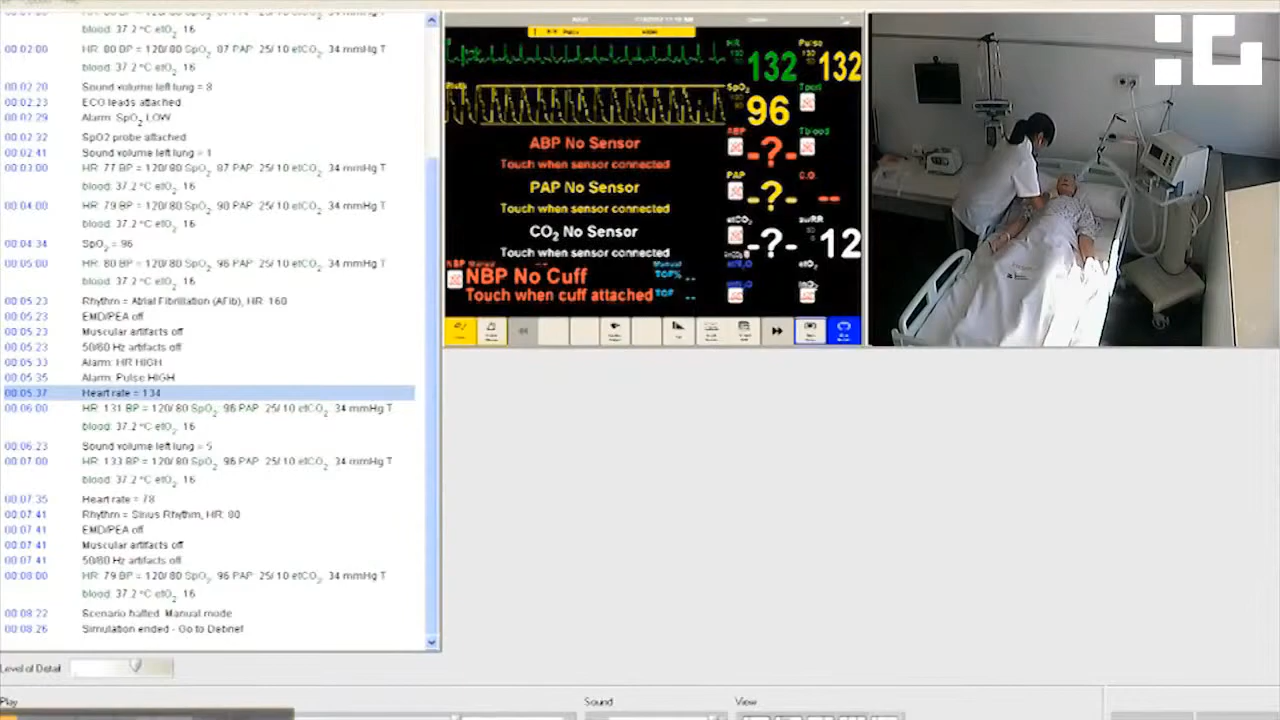 blood: 37.2 °C etO2 16
00:02:00 HR: 80 BP = 120/80 SpO2 87 PAP 25/10 etCO2 34 mmHg T
blood: 37.2 °C etO2 16
00:02:20 Sound volume left lung = 8
00:02:23 ECG leads attached
00:02:29 Alarm: SpO2 LOW
00:02:32 SpO2 probe attached
00:02:41 Sound volume left lung = 1
00:03:00 HR: 77 BP = 120/80 SpO2 87 PAP 25/10 etCO2 34 mmHg T
blood: 37.2 °C etO2 16
00:04:00 HR: 79 BP = 120/80 SpO2 90 PAP 25/10 etCO2 34 mmHg T
blood: 37.2 °C etO2 16
00:04:34 SpO2 = 96
00:05:00 HR: 80 BP = 120/80 SpO2 96 PAP 25/10 etCO2 34 mmHg T
blood: 37.2 °C etO2 16
00:05:23 Rhythm = Atrial Fibrillation (AFib), HR: 160
00:05:23 EMD/PEA off
00:05:23 Muscular artifacts off
00:05:23 50/60 Hz artifacts off
00:05:33 Alarm: HR HIGH
00:05:35 Alarm: Pulse HIGH
00:05:37 Heart rate = 134
00:06:00 HR: 131 BP = 120/80 SpO2 96 PAP 25/10 etCO2 34 mmHg T
blood: 37.2 °C etO2 16
00:06:23 Sound volume left lung = 5
00:07:00 HR: 133 BP = 120/80 SpO2 96 PAP 25/10 etCO2 34 mmHg T
blood: 37.2 °C etO2 16
00:07:35 Heart rate = 78
00:07:41 Rhythm = Sinus Rhythm, HR: 80
00:07:41 EMD/PEA off
00:07:41 Muscular artifacts off
00:07:41 50/60 Hz artifacts off
00:08:00 HR: 79 BP = 120/80 SpO2 96 PAP 25/10 etCO2 34 mmHg T
blood: 37.2 °C etO2 16
00:08:22 Scenario halted. Manual mode
00:08:26 Simulation ended - Go to Debrief
Level of Detail
Play
Sound
View
HR 132
Pulse 132
SpO2 96
Tperi
ABP No Sensor
Touch when sensor connected
ABP -?-
Tblood
PAP No Sensor
Touch when sensor connected
PAP -?-
C.O. --
CO2 No Sensor
Touch when sensor connected
etCO2 -?-
awRR 12
NBP No Cuff
Touch when cuff attached
Manual
TOF%
TOF